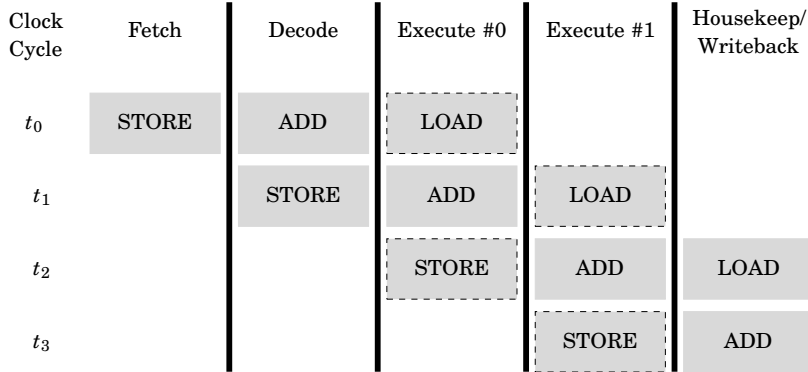 Clock
Cycle
Fetch
Decode
Execute #0
Execute #1
Housekeep/
Writeback
t0
STORE
ADD
LOAD
t1
STORE
ADD
LOAD
t2
STORE
ADD
LOAD
t3
STORE
ADD